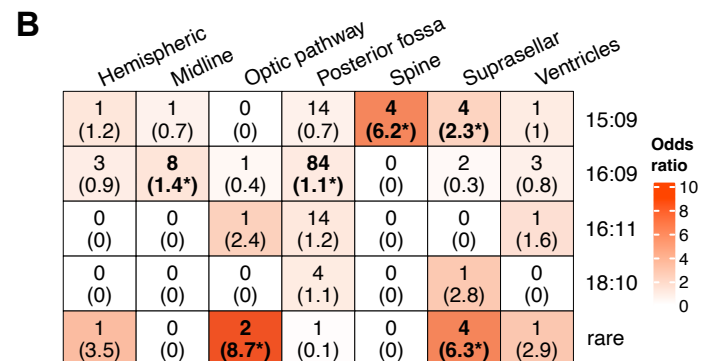 B
Hemispheric Midline Optic pathway Posterior fossa Spine Suprasellar Ventricles
1 1 0 14 4 4 1
(1.2) (0.7) (0) (0.7) (6.2*) (2.3*) (1)
15:09
3 8 1 84 0 2 3
(0.9) (1.4*) (0.4) (1.1*) (0) (0.3) (0.8)
16:09
0 0 1 14 0 0 1
(0) (0) (2.4) (1.2) (0) (0) (1.6)
16:11
0 0 0 4 0 1 0
(0) (0) (0) (1.1) (0) (2.8) (0)
18:10
1 0 2 1 0 4 1
(3.5) (0) (8.7*) (0.1) (0) (6.3*) (2.9)
rare
Odds
ratio
10
8
6
4
2
0